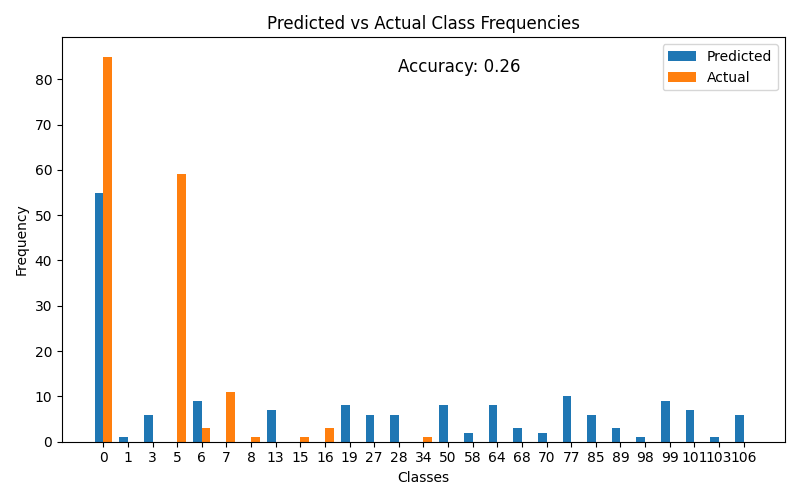 Predicted vs Actual Class Frequencies
Accuracy: 0.26
Predicted
Actual
Frequency
80
70
60
50
40
30
20
10
0
0 1 3 5 6 7 8 13 15 16 19 27 28 34 50 58 64 68 70 77 85 89 98 99 101 103 106
Classes